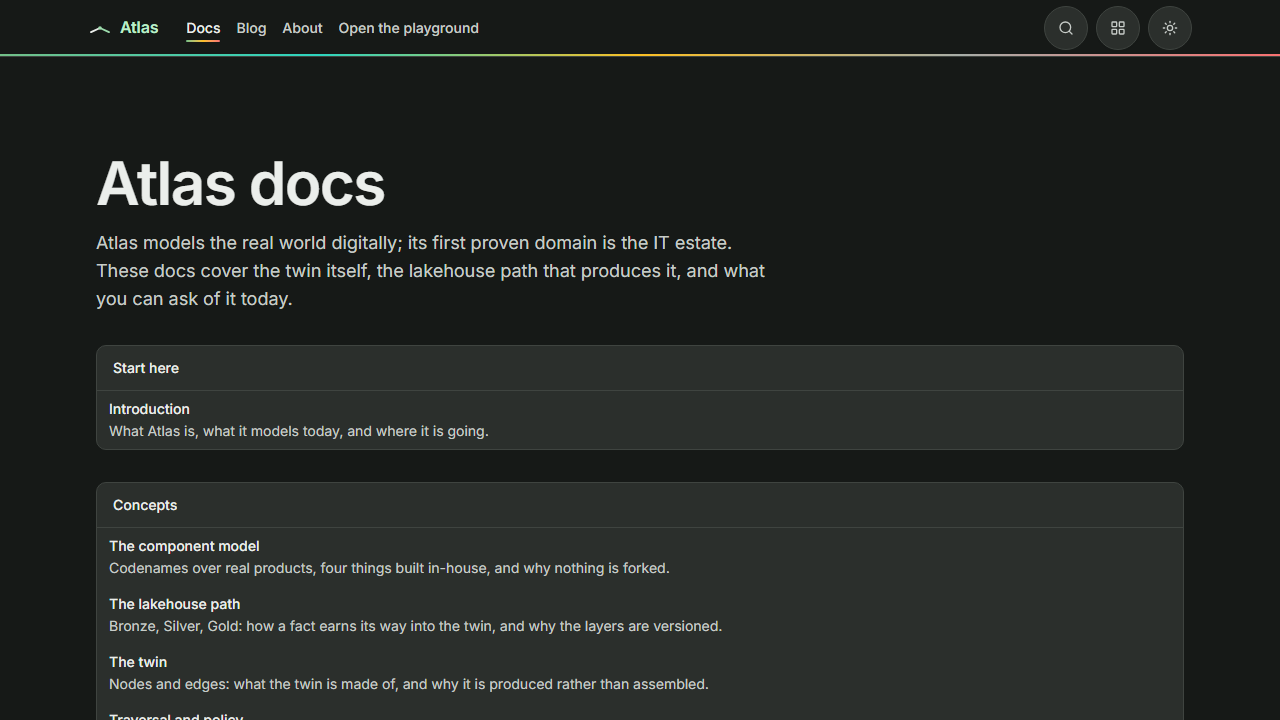 Atlas
Docs
Blog
About
Open the playground
Atlas docs
Atlas models the real world digitally; its first proven domain is the IT estate.
These docs cover the twin itself, the lakehouse path that produces it, and what
you can ask of it today.
Start here
Introduction
What Atlas is, what it models today, and where it is going.
Concepts
The component model
Codenames over real products, four things built in-house, and why nothing is forked.
The lakehouse path
Bronze, Silver, Gold: how a fact earns its way into the twin, and why the layers are versioned.
The twin
Nodes and edges: what the twin is made of, and why it is produced rather than assembled.
Traversal and policy